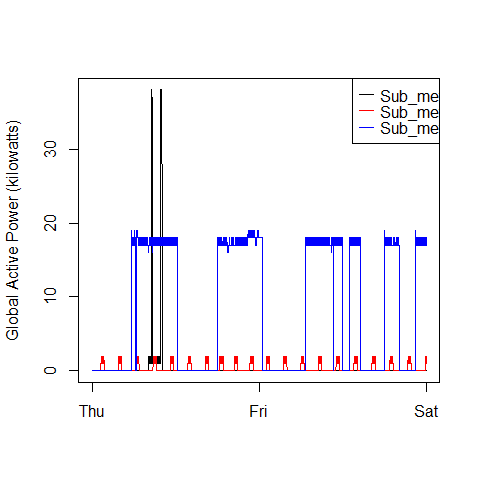 Sub_me
Sub_me
Sub_me
Global Active Power (kilowatts)
30
20
10
0
Thu Fri Sat